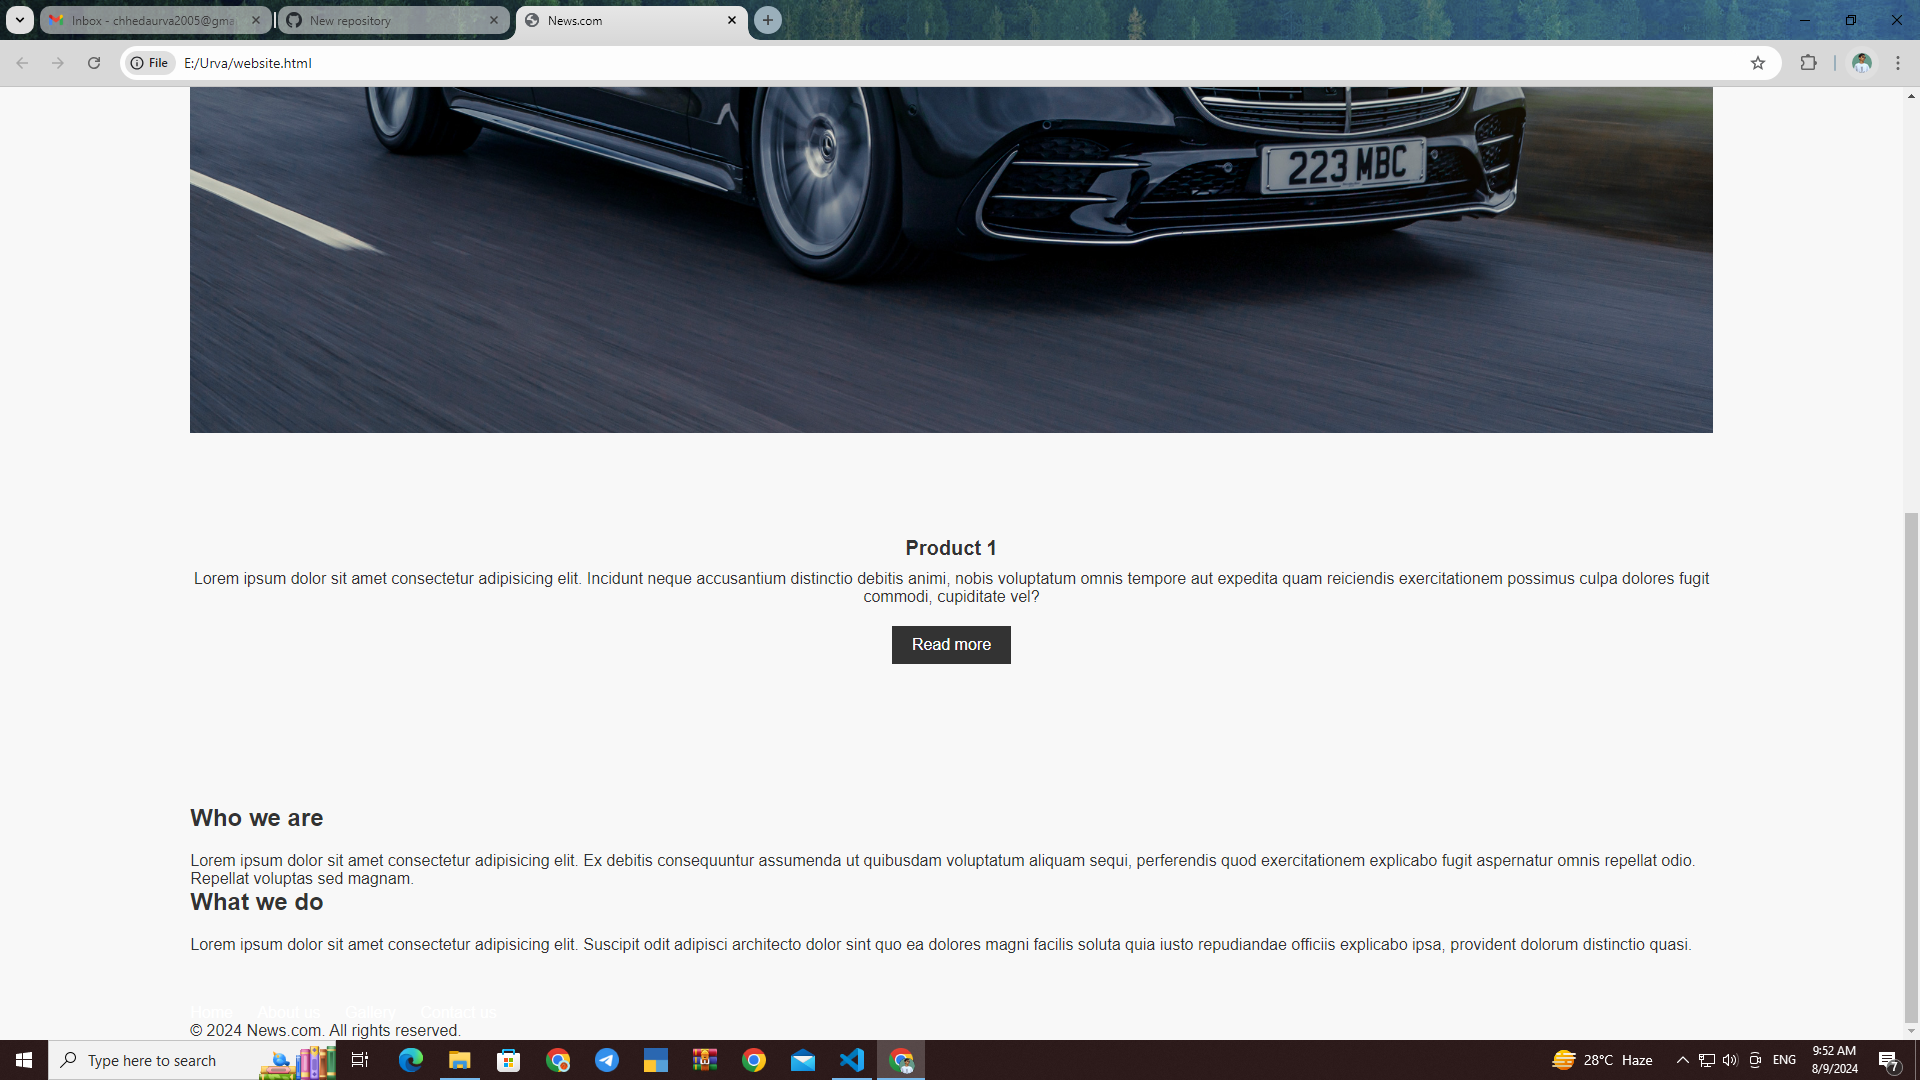 Inbox - chhedaurva2005@gma
New repository
News.com
File
E:/Urva/website.html
223 MBC
Product 1
Lorem ipsum dolor sit amet consectetur adipisicing elit. Incidunt neque accusantium distinctio debitis animi, nobis voluptatum omnis tempore aut expedita quam reiciendis exercitationem possimus culpa dolores fugit
commodi, cupiditate vel?
Read more
Who we are
Lorem ipsum dolor sit amet consectetur adipisicing elit. Ex debitis consequuntur assumenda ut quibusdam voluptatum aliquam sequi, perferendis quod exercitationem explicabo fugit aspernatur omnis repellat odio.
Repellat voluptas sed magnam.
What we do
Lorem ipsum dolor sit amet consectetur adipisicing elit. Suscipit odit adipisci architecto dolor sint quo ea dolores magni facilis soluta quia iusto repudiandae officiis explicabo ipsa, provident dolorum distinctio quasi.
Home About us Gallery Contact us
© 2024 News.com. All rights reserved.
Type here to search
28°C Haze
ENG
9:52 AM
8/9/2024
7